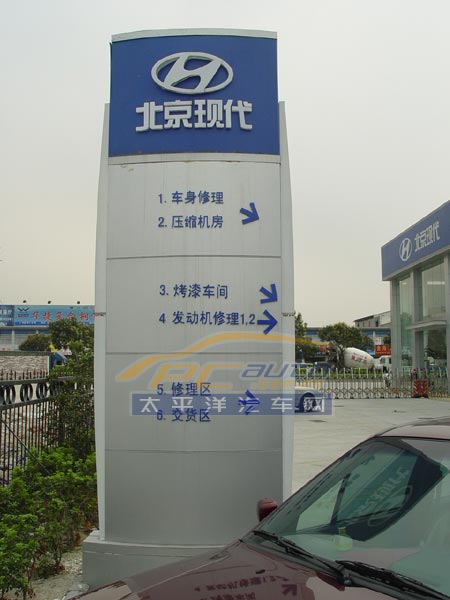 北京现代
1. 车身修理
2. 压缩机房
3. 烤漆车间
4 发动机修理1,2
5 修理区
6. 交货区
PCauto
太平洋汽车网
北京现代